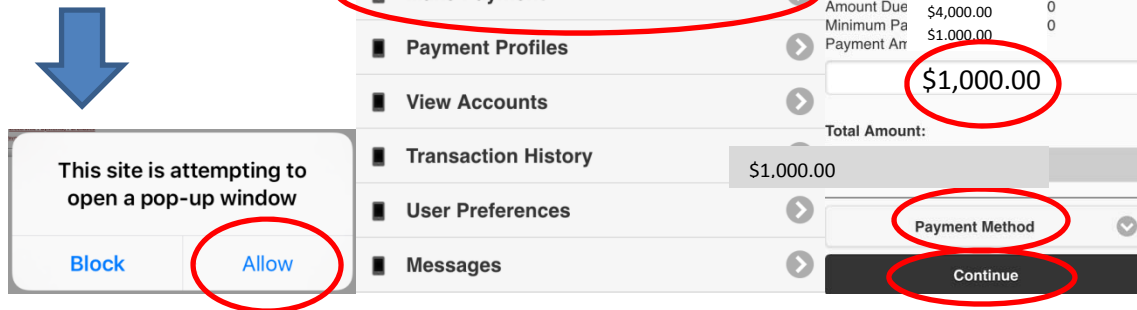 This site is attempting to
open a pop-up window
Block
Allow
Payment Profiles
View Accounts
Transaction History
User Preferences
Messages
Amount Due
$4,000.00
0
Minimum Pa
$1.000.00
0
Payment Am
$1,000.00
Total Amount:
$1,000.00
Payment Method
Continue